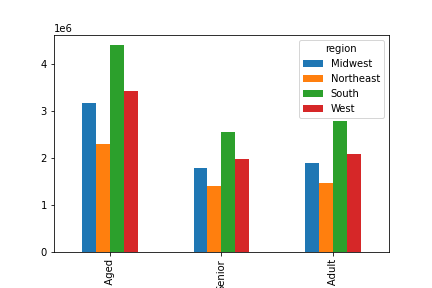 1e6
region
Midwest
Northeast
South
West
4
3
2
1
0
Aged
Senior
Adult